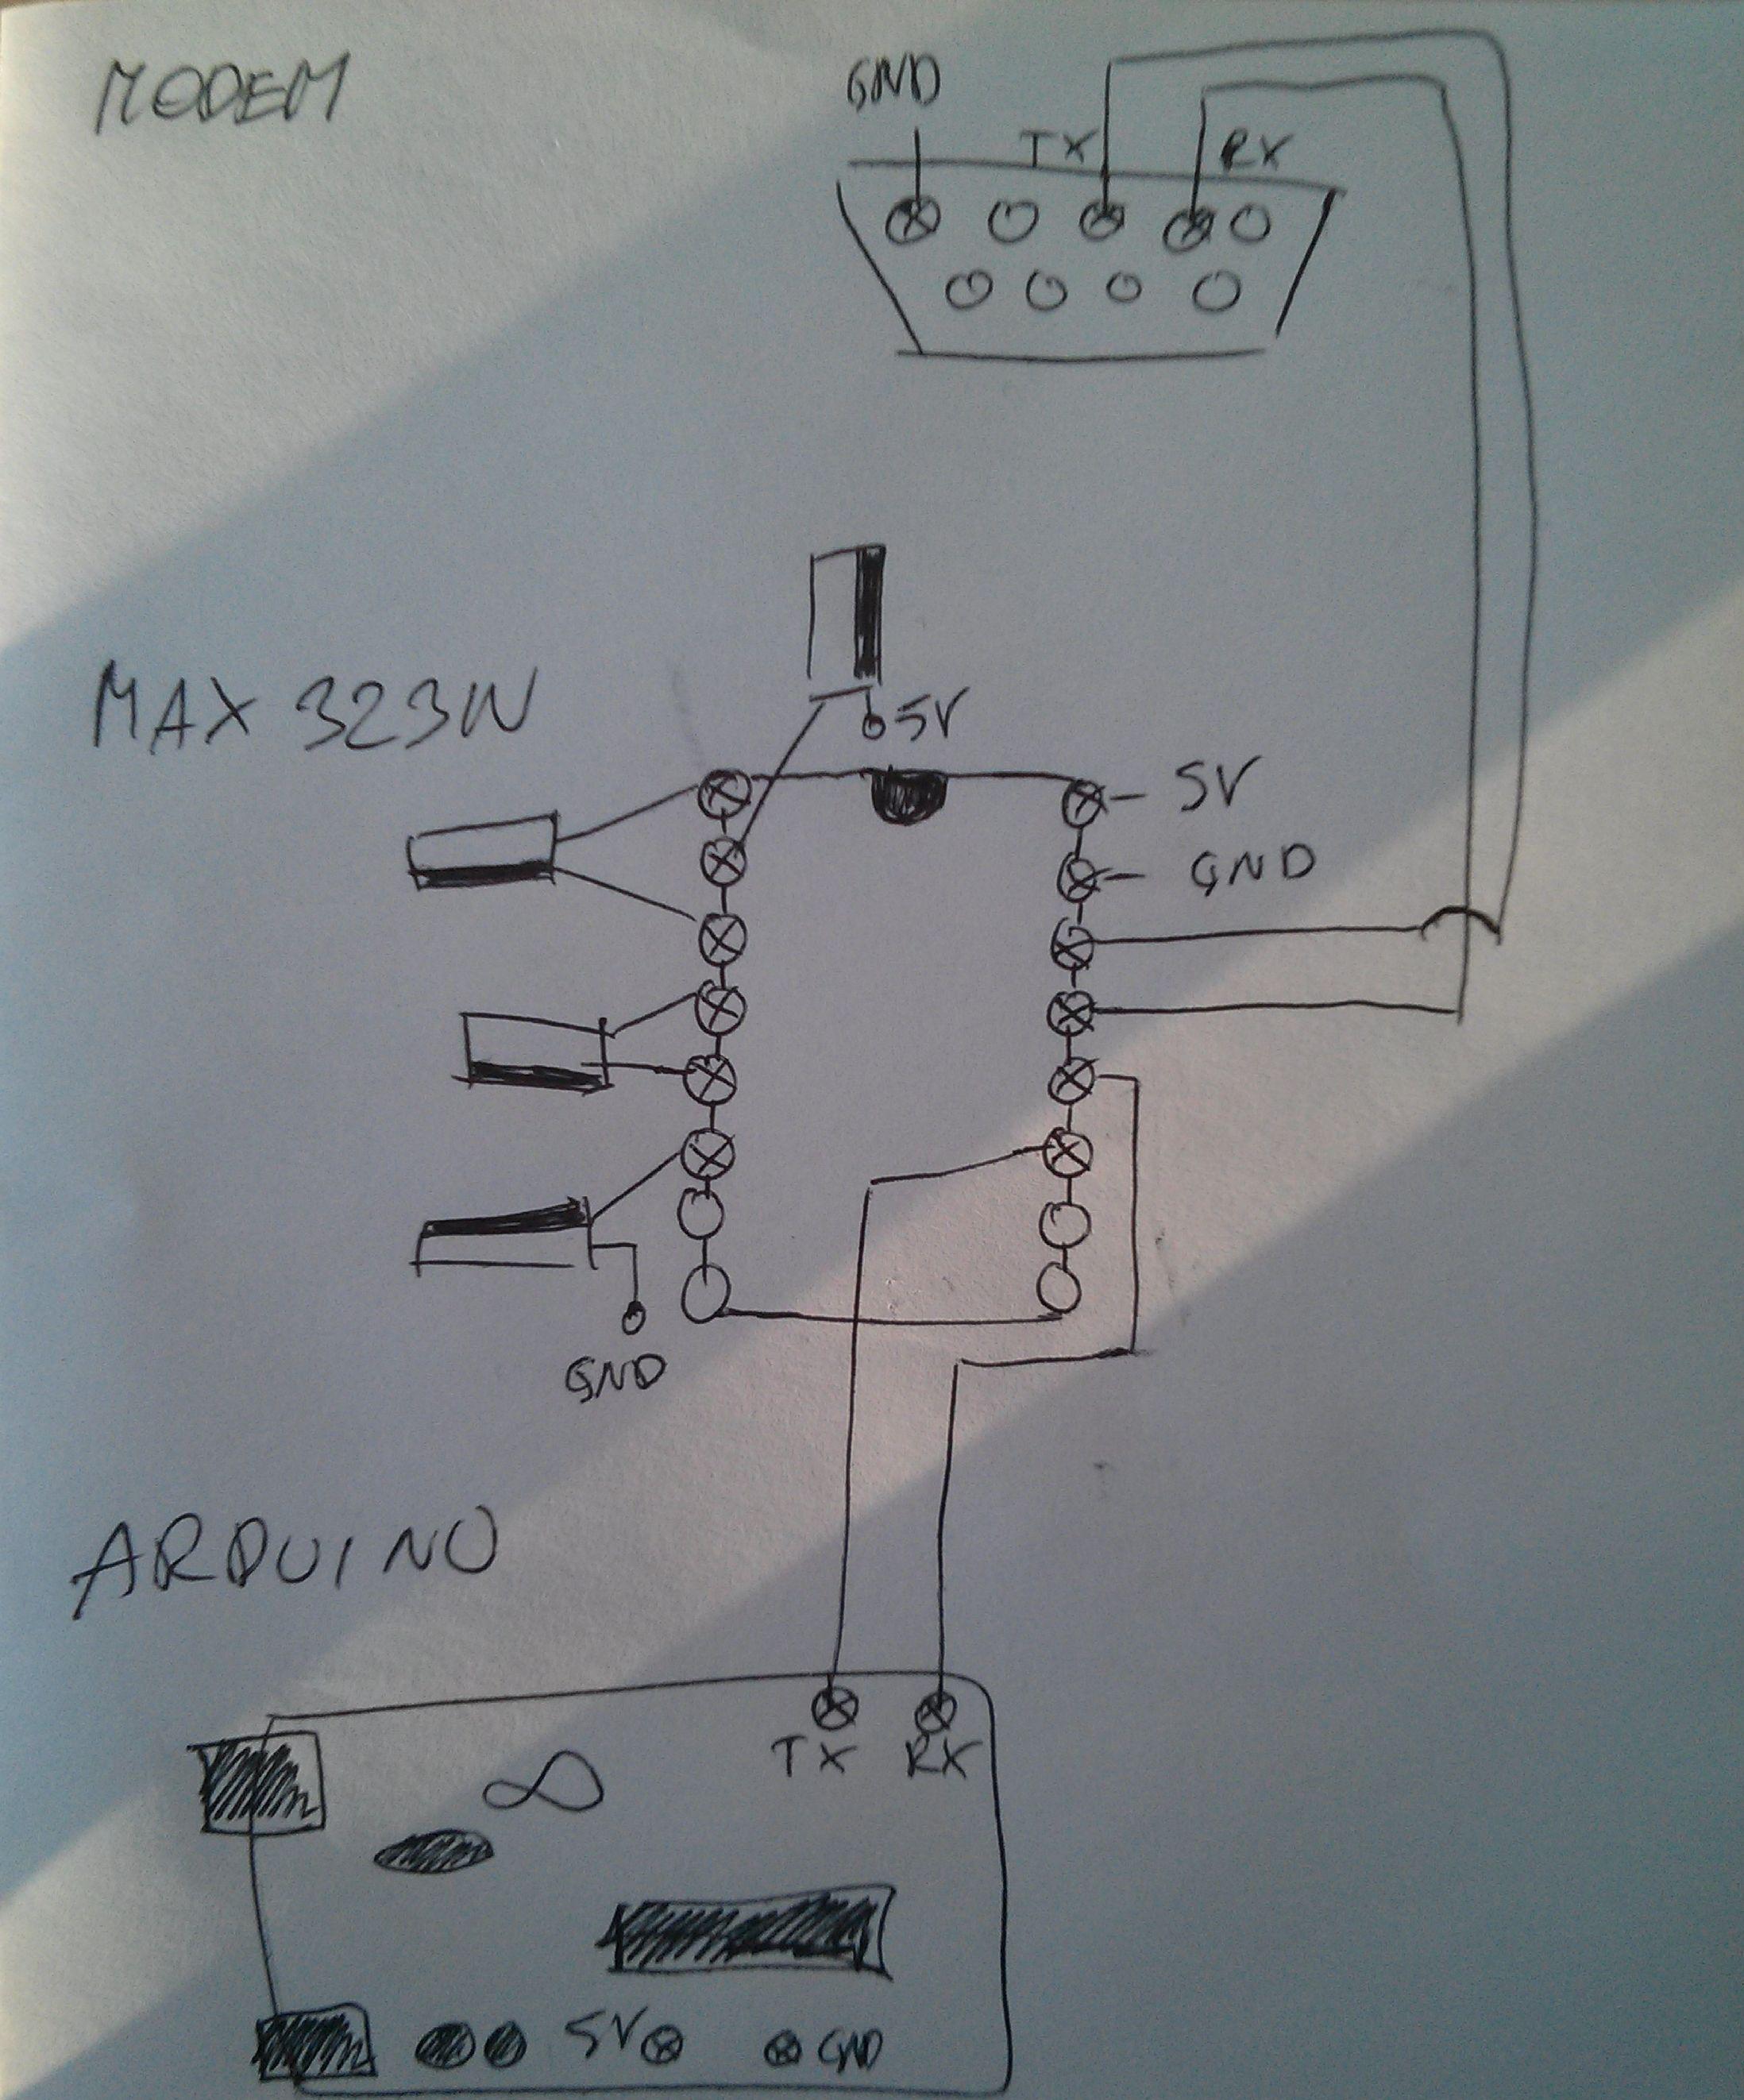 MODEM
GND
TX
RX
MAX 323N
5V
5V
GND
GND
ARDUINO
TX RX
5V GND